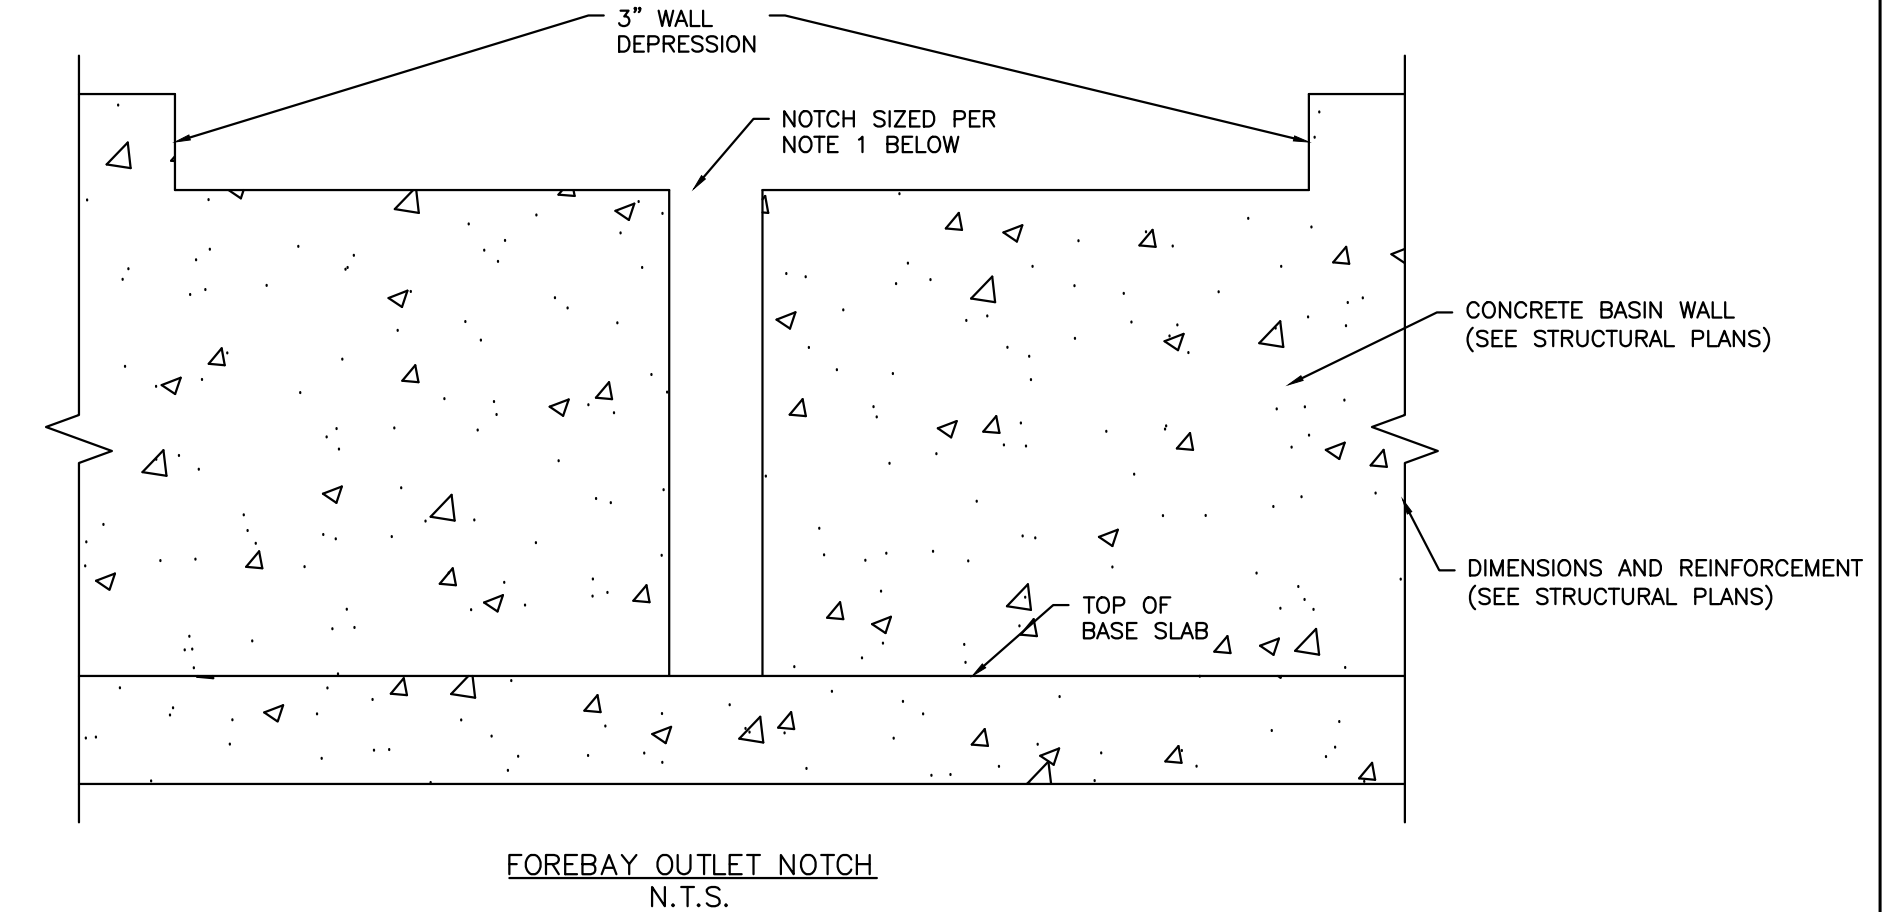 3” WALL
DEPRESSION
NOTCH SIZED PER
NOTE 1 BELOW
CONCRETE BASIN WALL
(SEE STRUCTURAL PLANS)
DIMENSIONS AND REINFORCEMENT
(SEE STRUCTURAL PLANS)
TOP OF
BASE SLAB
FOREBAY OUTLET NOTCH
N.T.S.